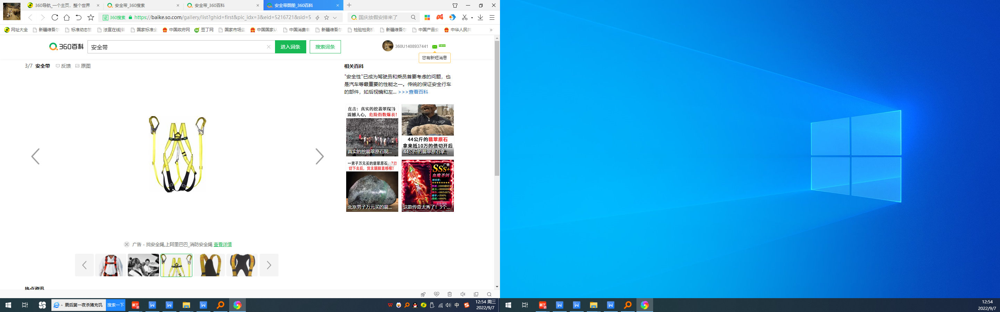 360导航_一个主页，整个世界
安全带_360搜索
安全带_360百科
安全带图册_360百科
证 360搜索 https://baike.so.com/gallery/list?ghid=first&pic_idx=3&eid=5216721&sid=5
国庆放假安排来了
网址大全
新疆维吾尔
标准动态管
法宣在线|
国家标准全
中国政府网
豆丁网
国家市场监
中国国家认
中国消费者
新疆维吾尔
检验检测机
新疆维吾尔
中国产品安
中华人民共
360百科
安全带
进入词条
搜索词条
360U1408937441
new
您有新短消息
3/7 安全带 反馈 原图
相关百科
"安全性"已成为驾驶员和乘员首要考虑的问题，也
是汽车等最重要的性能之一。传统的保证安全行车
的部件，如后视镜和左... >>>查看百科
直击：真实的挖翡翠现场
震撼人心，危险指数爆表！
真实的挖翡翠原石现...
广告
44公斤的翡翠原石
拿来抵10万的债切开后
44公斤的翡翠原石拿...
一男子万元买的翡翠原石，2刀
切下去后，货主腿脚直哆嗦！
北京男子万元买的翡...
广告
SSS+
血魔圣剑
稀有度：
这款传奇太秀了！3个...
广告 - 找安全绳,上阿里巴巴_消防安全绳 查看详情
热点资讯
震后第一夜杀猪充饥
搜索一下
中
12:54 周三
2022/9/7
12:54
2022/9/7